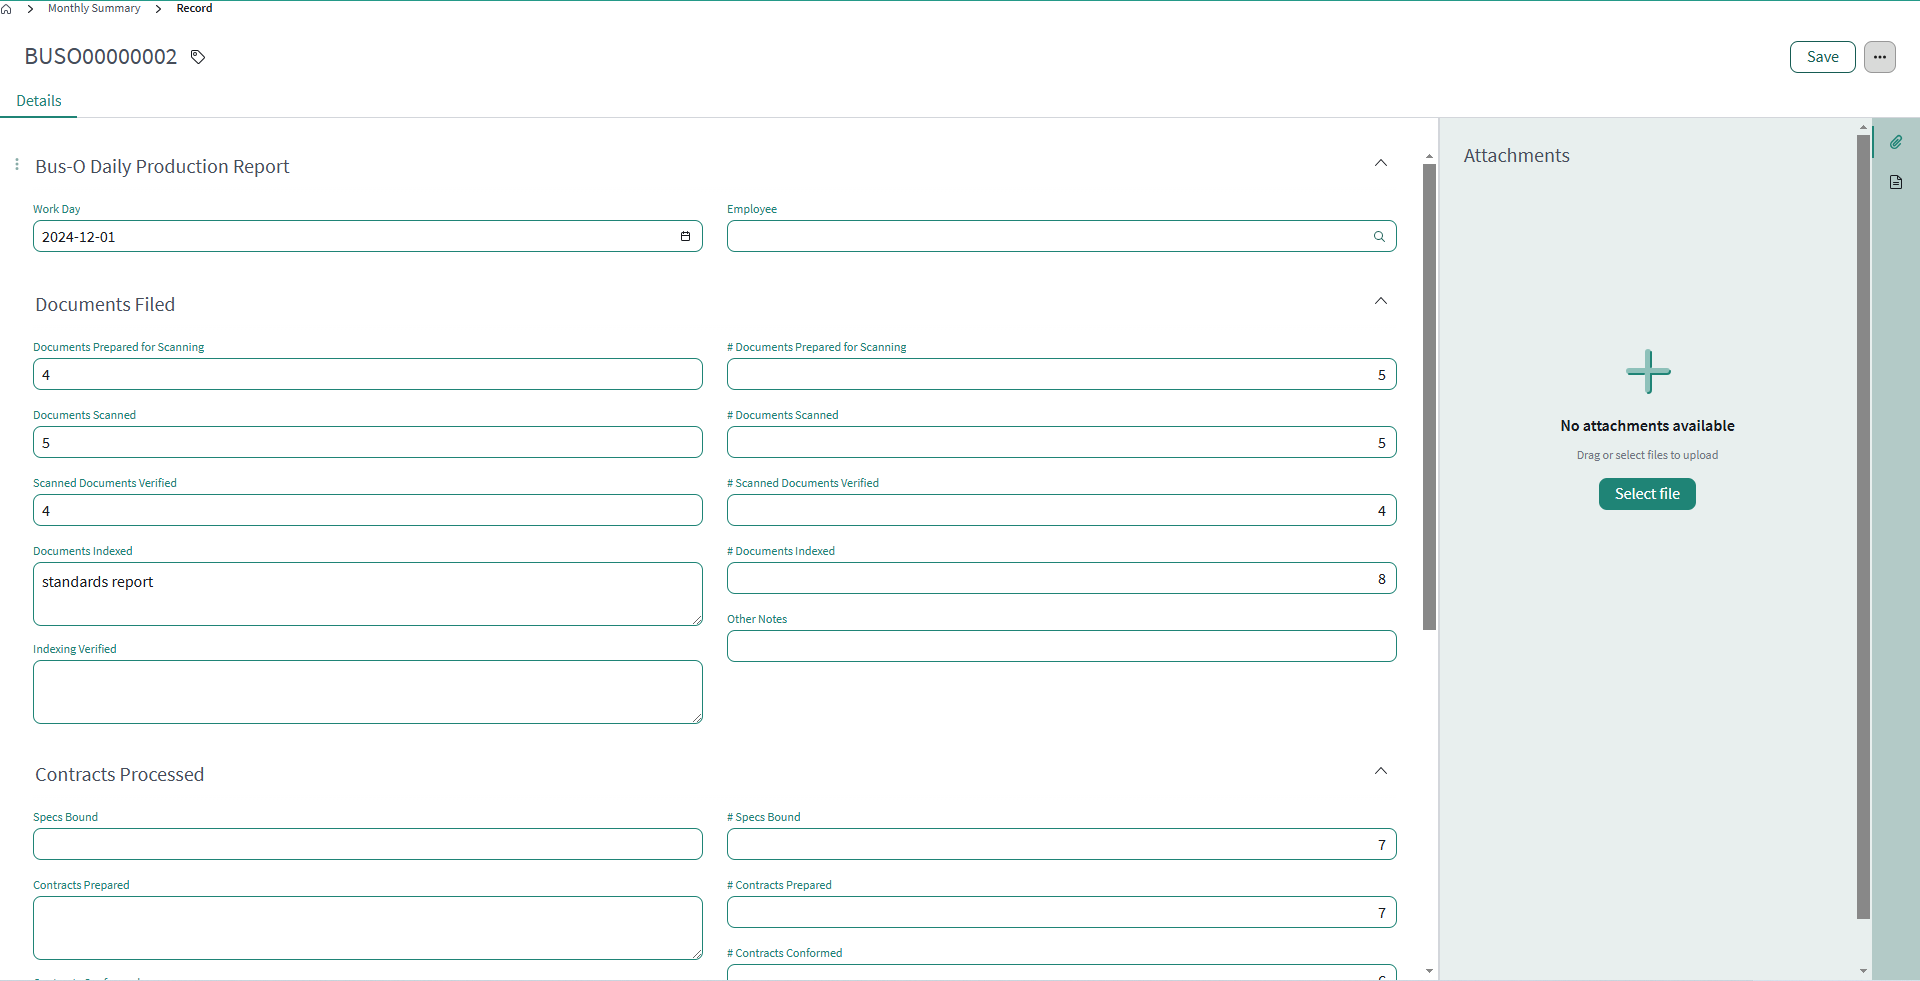 Monthly Summary > Record
BUSO00000002
Save
Details
Bus-O Daily Production Report
Work Day
Employee
2024-12-01
Documents Filed
Documents Prepared for Scanning
# Documents Prepared for Scanning
4
5
Documents Scanned
# Documents Scanned
5
5
Scanned Documents Verified
# Scanned Documents Verified
4
4
Documents Indexed
# Documents Indexed
standards report
8
Other Notes
Indexing Verified
Contracts Processed
Specs Bound
# Specs Bound
7
Contracts Prepared
# Contracts Prepared
7
# Contracts Conformed
Attachments
No attachments available
Drag or select files to upload
Select file